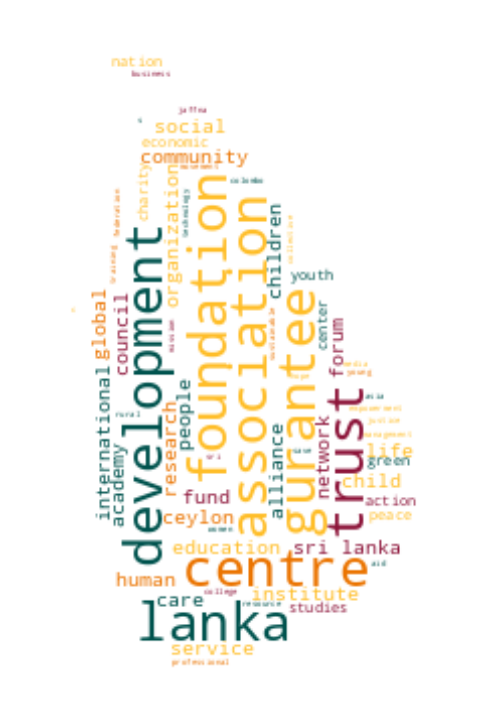 nation
business
jaffna
social
economic
community
colombo
charity
organization
technology
federation
foundation
association
children
collective
youth
development
training
global
council
mission
gurantee
center
forum
sustainable
international
academy
rural
people
research
sri
alliance
network
trust
media
young
asia
empowerment
justice
management
life
green
child
action
peace
save
fund
ceylon
women
education
sri lanka
centre
aid
human
care
college
resource
institute
studies
lanka
service
professional